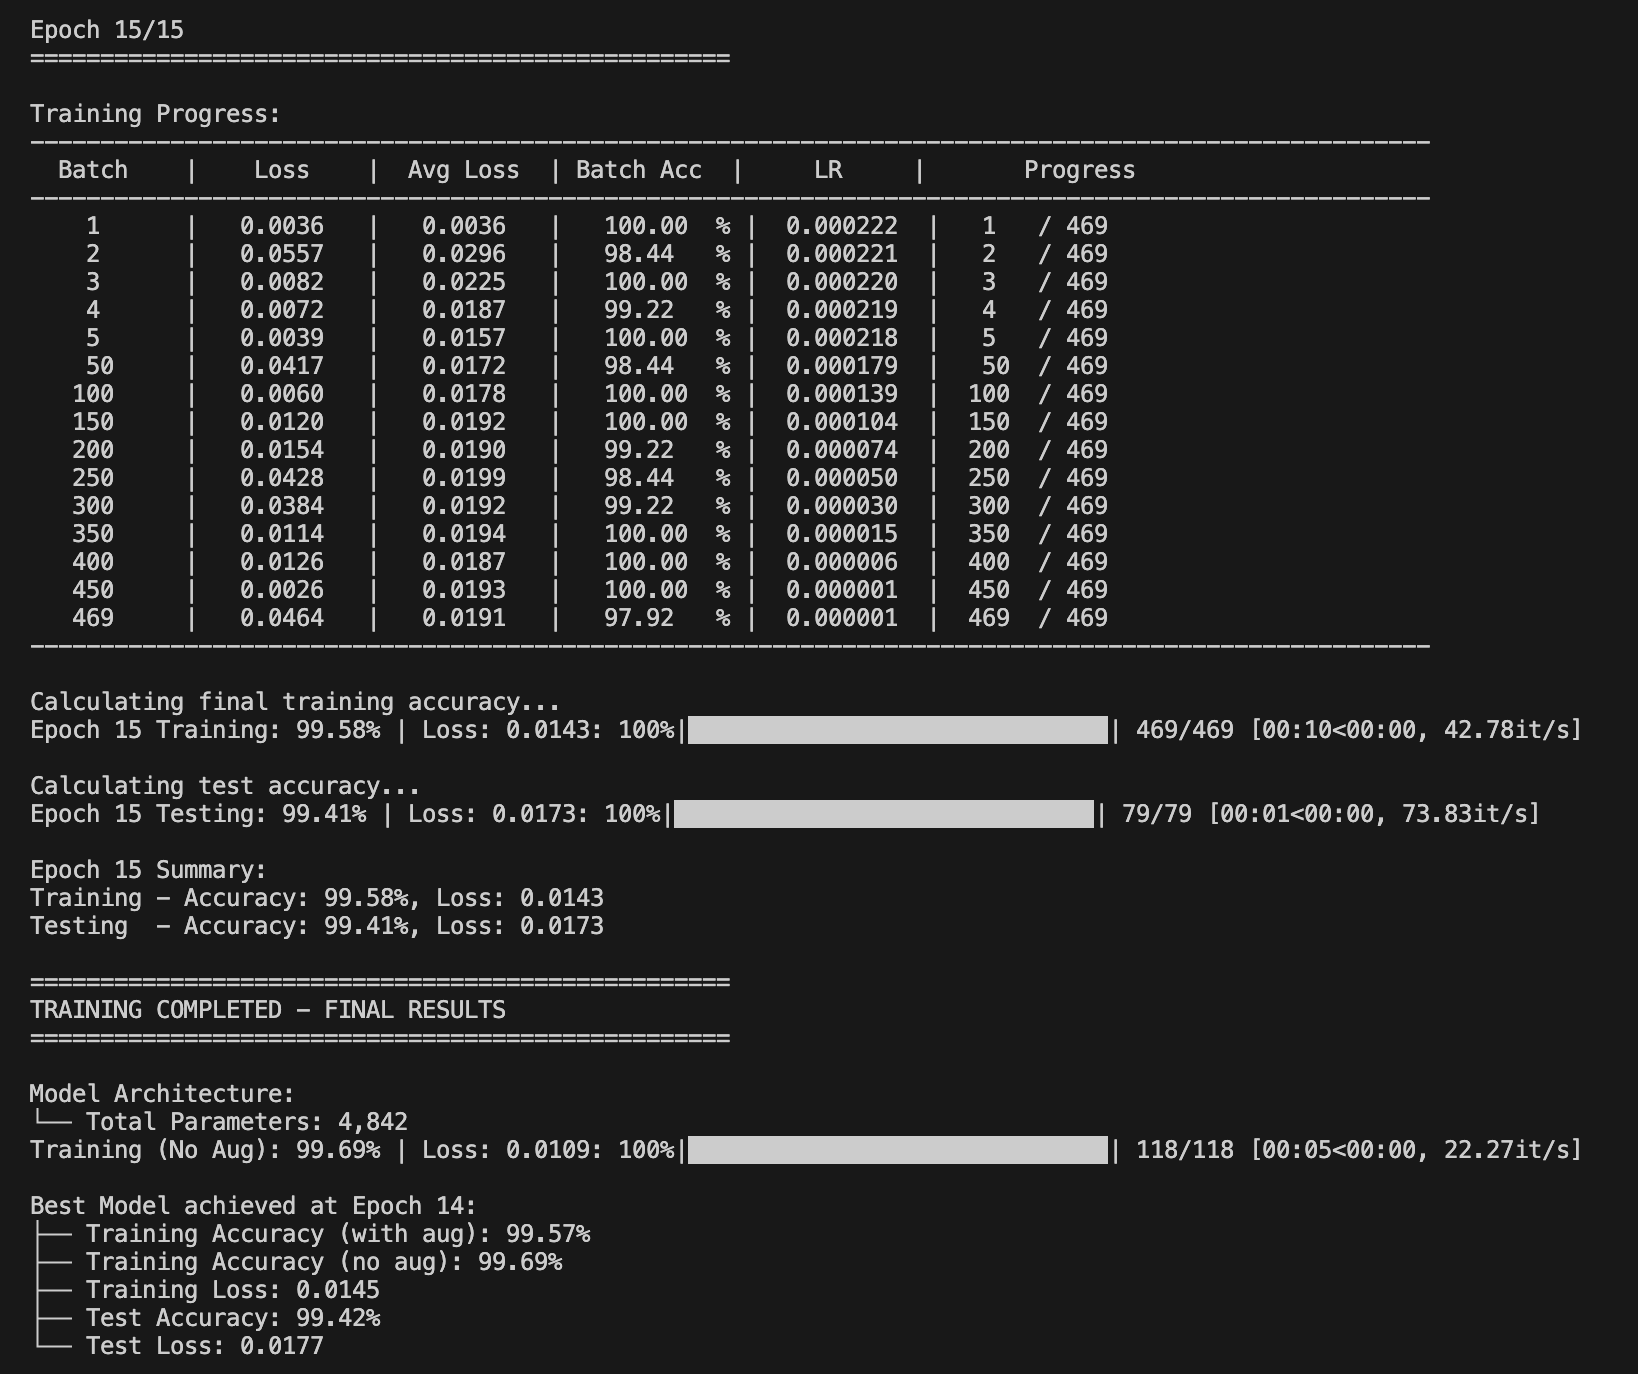 Epoch 15/15
==================================================
Training Progress:
----------------------------------------------------------------------------------------------------
Batch | Loss | Avg Loss | Batch Acc | LR | Progress
----------------------------------------------------------------------------------------------------
1 | 0.0036 | 0.0036 | 100.00 % | 0.000222 | 1 / 469
2 | 0.0557 | 0.0296 | 98.44 % | 0.000221 | 2 / 469
3 | 0.0082 | 0.0225 | 100.00 % | 0.000220 | 3 / 469
4 | 0.0072 | 0.0187 | 99.22 % | 0.000219 | 4 / 469
5 | 0.0039 | 0.0157 | 100.00 % | 0.000218 | 5 / 469
50 | 0.0417 | 0.0172 | 98.44 % | 0.000179 | 50 / 469
100 | 0.0060 | 0.0178 | 100.00 % | 0.000139 | 100 / 469
150 | 0.0120 | 0.0192 | 100.00 % | 0.000104 | 150 / 469
200 | 0.0154 | 0.0190 | 99.22 % | 0.000074 | 200 / 469
250 | 0.0428 | 0.0199 | 98.44 % | 0.000050 | 250 / 469
300 | 0.0384 | 0.0192 | 99.22 % | 0.000030 | 300 / 469
350 | 0.0114 | 0.0194 | 100.00 % | 0.000015 | 350 / 469
400 | 0.0126 | 0.0187 | 100.00 % | 0.000006 | 400 / 469
450 | 0.0026 | 0.0193 | 100.00 % | 0.000001 | 450 / 469
469 | 0.0464 | 0.0191 | 97.92 % | 0.000001 | 469 / 469
----------------------------------------------------------------------------------------------------
Calculating final training accuracy...
Epoch 15 Training: 99.58% | Loss: 0.0143: 100%|██████████████████████████████| 469/469 [00:10<00:00, 42.78it/s]
Calculating test accuracy...
Epoch 15 Testing: 99.41% | Loss: 0.0173: 100%|██████████████████████████████| 79/79 [00:01<00:00, 73.83it/s]
Epoch 15 Summary:
Training - Accuracy: 99.58%, Loss: 0.0143
Testing  - Accuracy: 99.41%, Loss: 0.0173
==================================================
TRAINING COMPLETED - FINAL RESULTS
==================================================
Model Architecture:
└── Total Parameters: 4,842
Training (No Aug): 99.69% | Loss: 0.0109: 100%|██████████████████████████████| 118/118 [00:05<00:00, 22.27it/s]
Best Model achieved at Epoch 14:
├── Training Accuracy (with aug): 99.57%
├── Training Accuracy (no aug): 99.69%
├── Training Loss: 0.0145
├── Test Accuracy: 99.42%
└── Test Loss: 0.0177